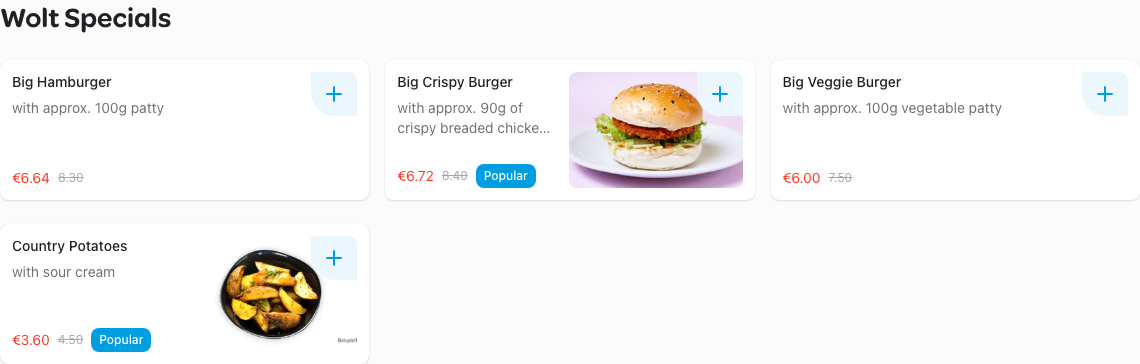 Wolt Specials
Big Hamburger
with approx. 100g patty
€6.64 8.30
Big Crispy Burger
with approx. 90g of
crispy breaded chicke...
€6.72 8.40 Popular
Big Veggie Burger
with approx. 100g vegetable patty
€6.00 7.50
Country Potatoes
with sour cream
€3.60 4.50 Popular
Beispiel!